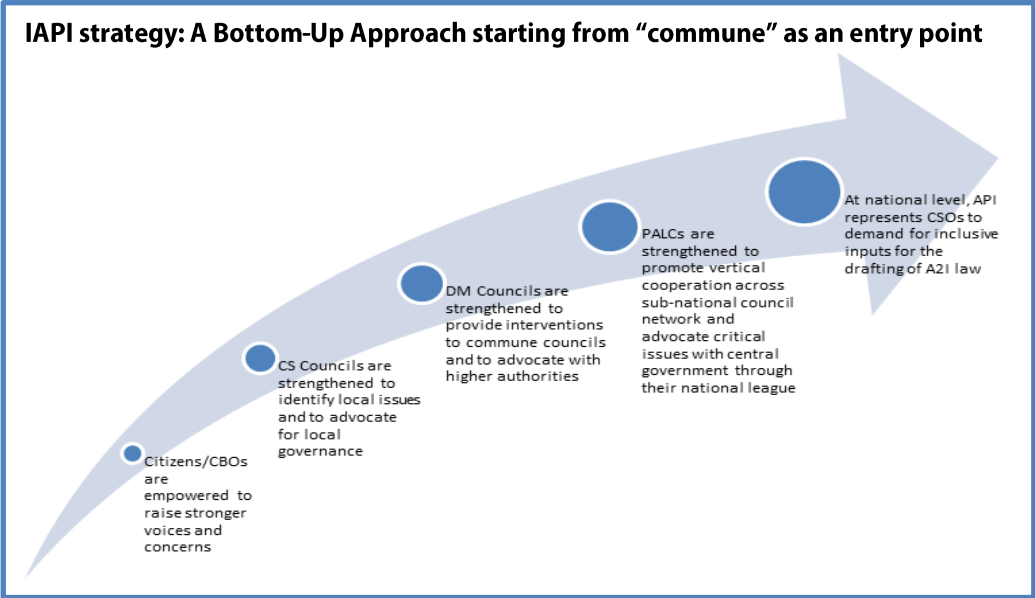 IAPI strategy: A Bottom-Up Approach starting from “commune” as an entry point
Citizens/CBOs
are
empowered to
raise stronger
voices and
concerns
CS Councils are
strengthened to
identify local issues
and to advocate
for local
governance
DM Councils are
strengthened to
provide interventions
to commune councils
and to advocate with
higher authorities
PALCs are
strengthened to
promote vertical
cooperation across
sub-national council
network and
advocate critical
issues with central
government through
their national league
At national level, API
represents CSOs to
demand for inclusive
inputs for the
drafting of A2I law